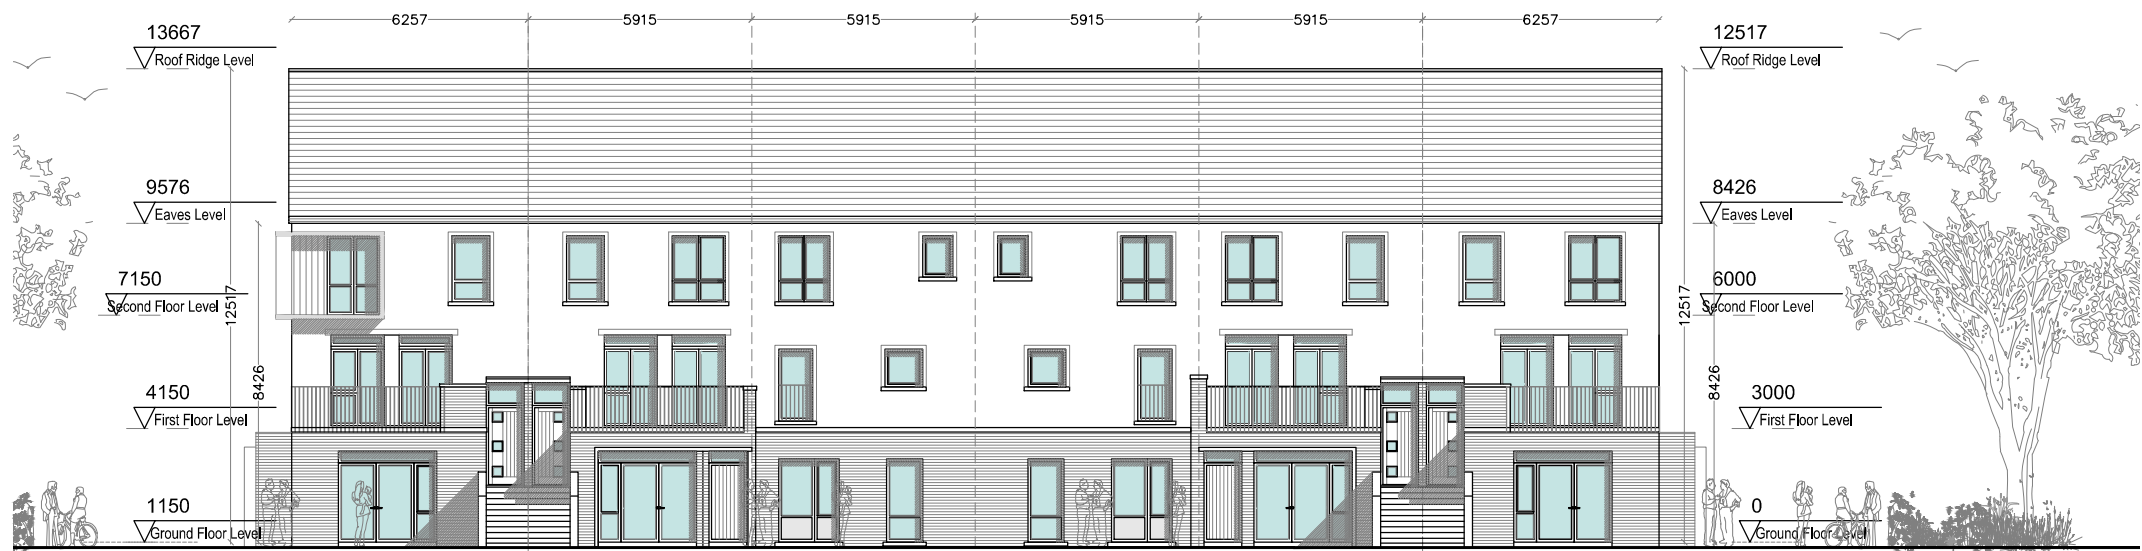 6257 5915 5915 5915 5915 6257
13667
Roof Ridge Level
12517
Roof Ridge Level
9576
Eaves Level
8426
Eaves Level
7150
Second Floor Level
6000
Second Floor Level
12517
12517
8426
8426
4150
First Floor Level
3000
First Floor Level
1150
Ground Floor Level
0
Ground Floor Level